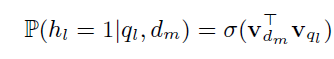 ℙ(h_l = 1|q_l, d_m) = σ(𝐯_{d_m}^⊤ 𝐯_{q_l})